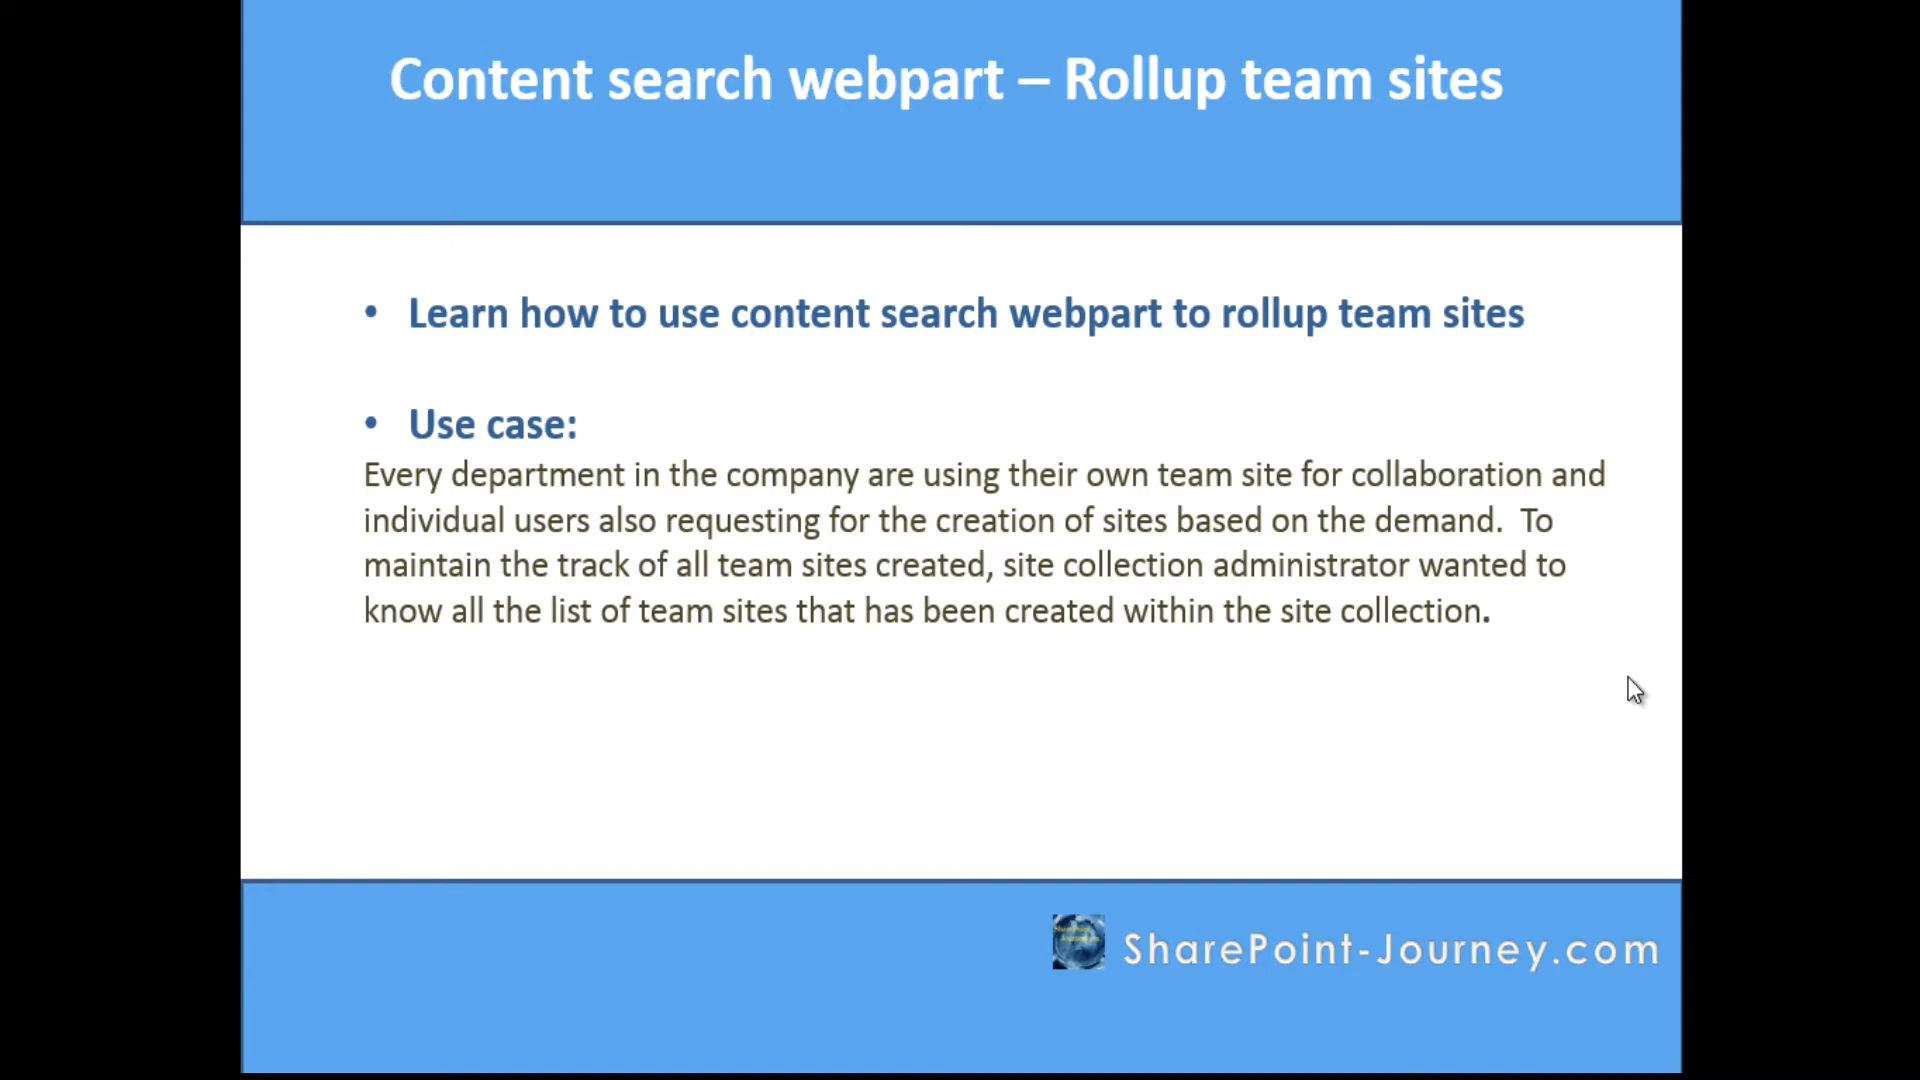 Content search webpart – Rollup team sites
• Learn how to use content search webpart to rollup team sites
• Use case:
Every department in the company are using their own team site for collaboration and
individual users also requesting for the creation of sites based on the demand.  To
maintain the track of all team sites created, site collection administrator wanted to
know all the list of team sites that has been created within the site collection.
SharePoint-Journey.com